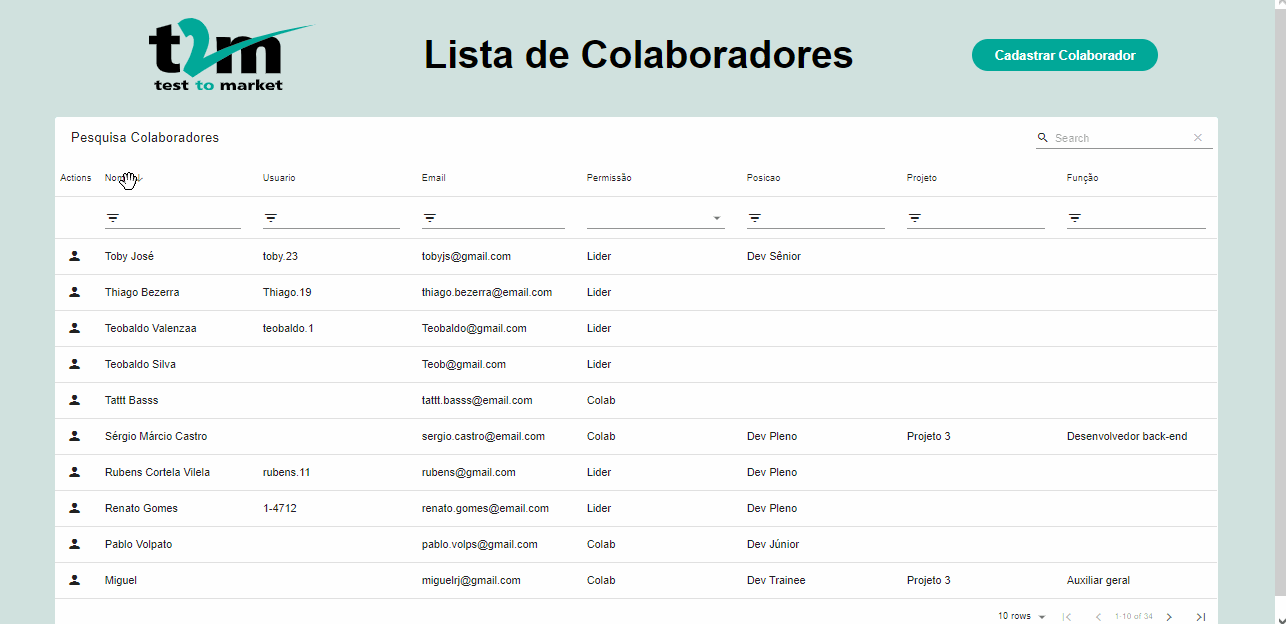 t2m
test to market
Lista de Colaboradores
Cadastrar Colaborador
Pesquisa Colaboradores
Search
Actions Usuario Email Permissão Posicao Projeto Função
Toby José toby.23 tobyjs@gmail.com Lider Dev Sênior
Thiago Bezerra Thiago.19 thiago.bezerra@email.com Lider
Teobaldo Valenzaa teobaldo.1 Teobaldo@gmail.com Lider
Teobaldo Silva Teob@gmail.com Lider
Tattt Basss tattt.basss@email.com Colab
Sérgio Márcio Castro sergio.castro@email.com Colab Dev Pleno Projeto 3 Desenvolvedor back-end
Rubens Cortela Vilela rubens.11 rubens@gmail.com Lider Dev Pleno
Renato Gomes 1-4712 renato.gomes@email.com Lider Dev Pleno
Pablo Volpato pablo.volps@gmail.com Colab Dev Júnior
Miguel miguelrj@gmail.com Colab Dev Trainee Projeto 3 Auxiliar geral
10 rows 1-10 of 34